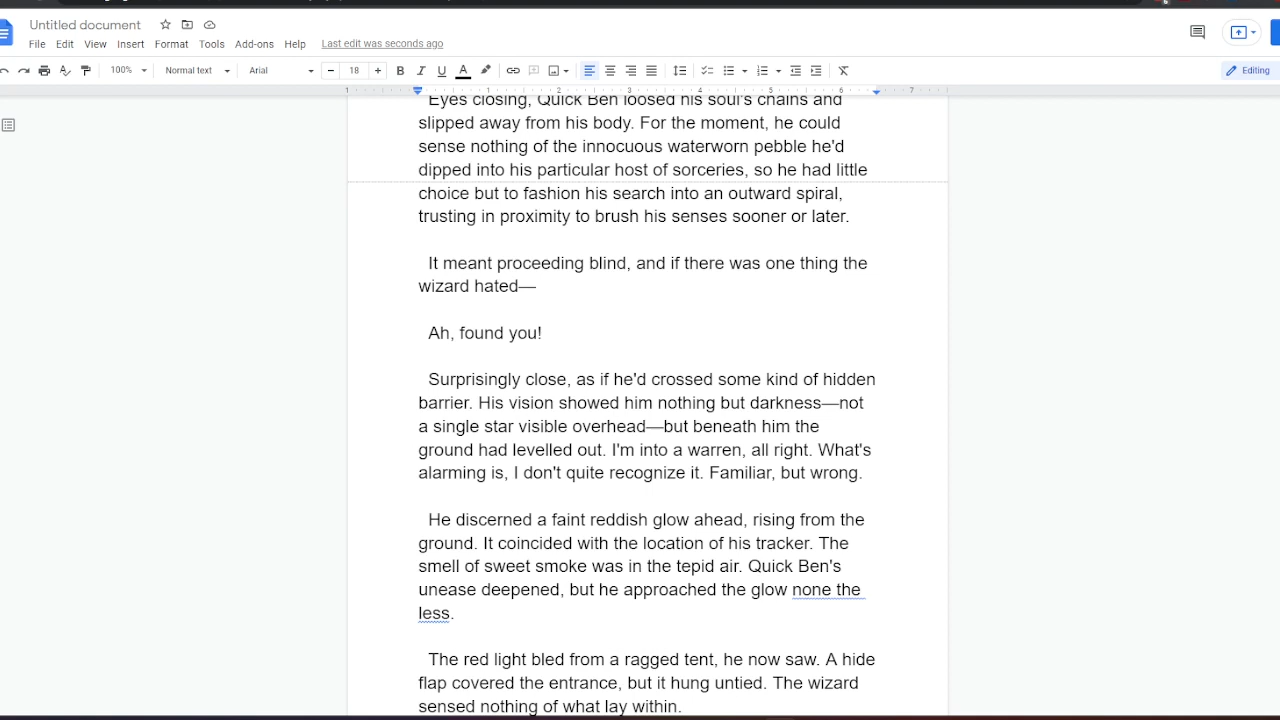 Untitled document
File Edit View Insert Format Tools Add-ons Help Last edit was seconds ago
100% Normal text Arial – 18 + B I U A Editing
1 1 2 3 4 5 6 7
Eyes closing, Quick Ben loosed his soul's chains and
slipped away from his body. For the moment, he could
sense nothing of the innocuous waterworn pebble he'd
dipped into his particular host of sorceries, so he had little
choice but to fashion his search into an outward spiral,
trusting in proximity to brush his senses sooner or later.
It meant proceeding blind, and if there was one thing the
wizard hated—
Ah, found you!
Surprisingly close, as if he'd crossed some kind of hidden
barrier. His vision showed him nothing but darkness—not
a single star visible overhead—but beneath him the
ground had levelled out. I'm into a warren, all right. What's
alarming is, I don't quite recognize it. Familiar, but wrong.
He discerned a faint reddish glow ahead, rising from the
ground. It coincided with the location of his tracker. The
smell of sweet smoke was in the tepid air. Quick Ben's
unease deepened, but he approached the glow none the
less.
The red light bled from a ragged tent, he now saw. A hide
flap covered the entrance, but it hung untied. The wizard
sensed nothing of what lay within.